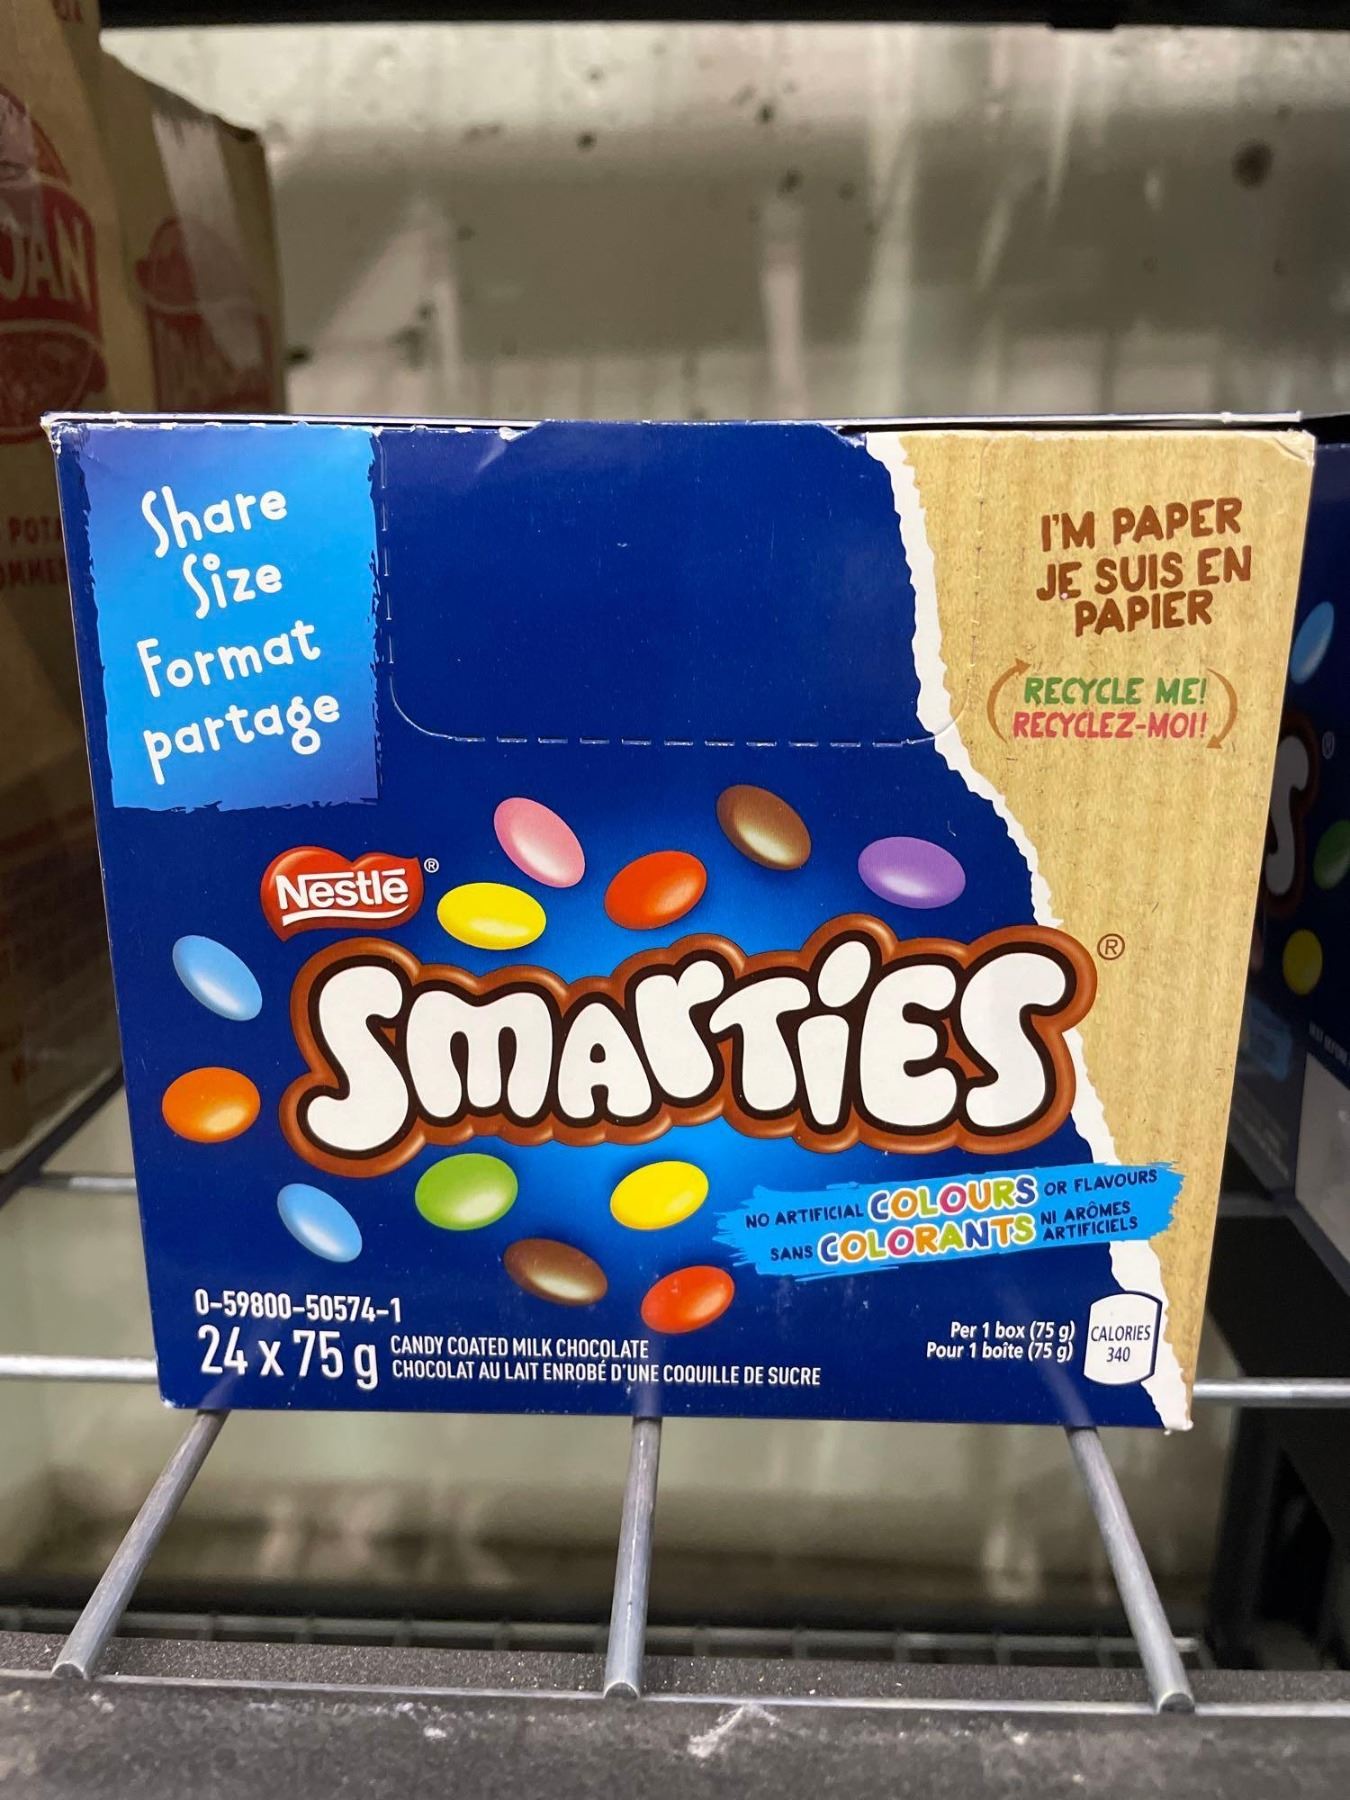 Share
Size
Format
partage
I'M PAPER
JE SUIS EN
PAPIER
RECYCLE ME!
RECYCLEZ-MOI!
Nestlé ®
SMARTIES ®
NO ARTIFICIAL COLOURS OR FLAVOURS
SANS COLORANTS NI ARÔMES
ARTIFICIELS
0-59800-50574-1
24 x 75 g
CANDY COATED MILK CHOCOLATE
CHOCOLAT AU LAIT ENROBÉ D'UNE COQUILLE DE SUCRE
Per 1 box (75 g)
Pour 1 boîte (75 g)
CALORIES
340